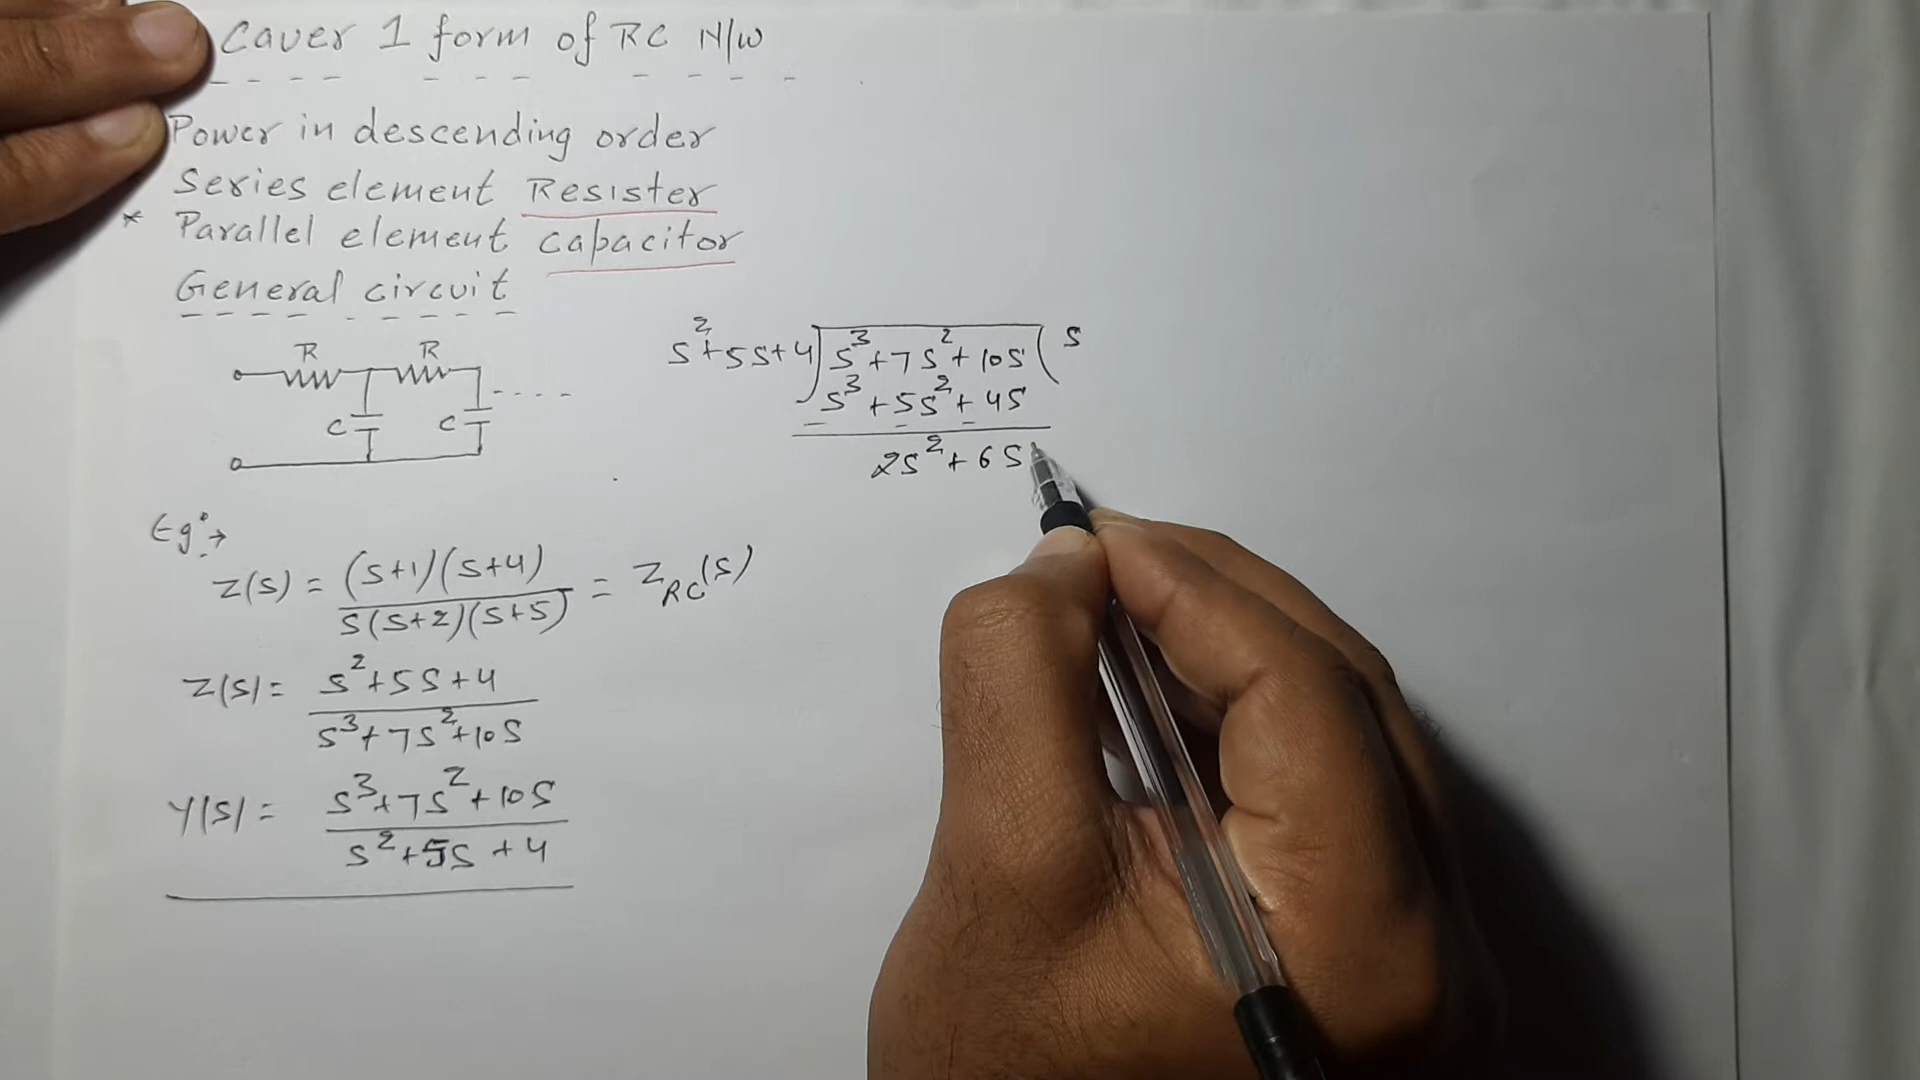 Cauer 1 form of RC N/W
Power in descending order
Series element Resister
* Parallel element capacitor
General circuit
R R
C C
Eg:→
Z(S) = (S+1)(S+4) / S(S+2)(S+5) = Z_RC(S)
Z(S) = S²+5S+4 / S³+7S²+10S
Y(S) = S³+7S²+10S / S²+5S+4
S²+5S+4) S³+7S²+10S ( S
S³+5S²+4S
- - -
2S²+6S